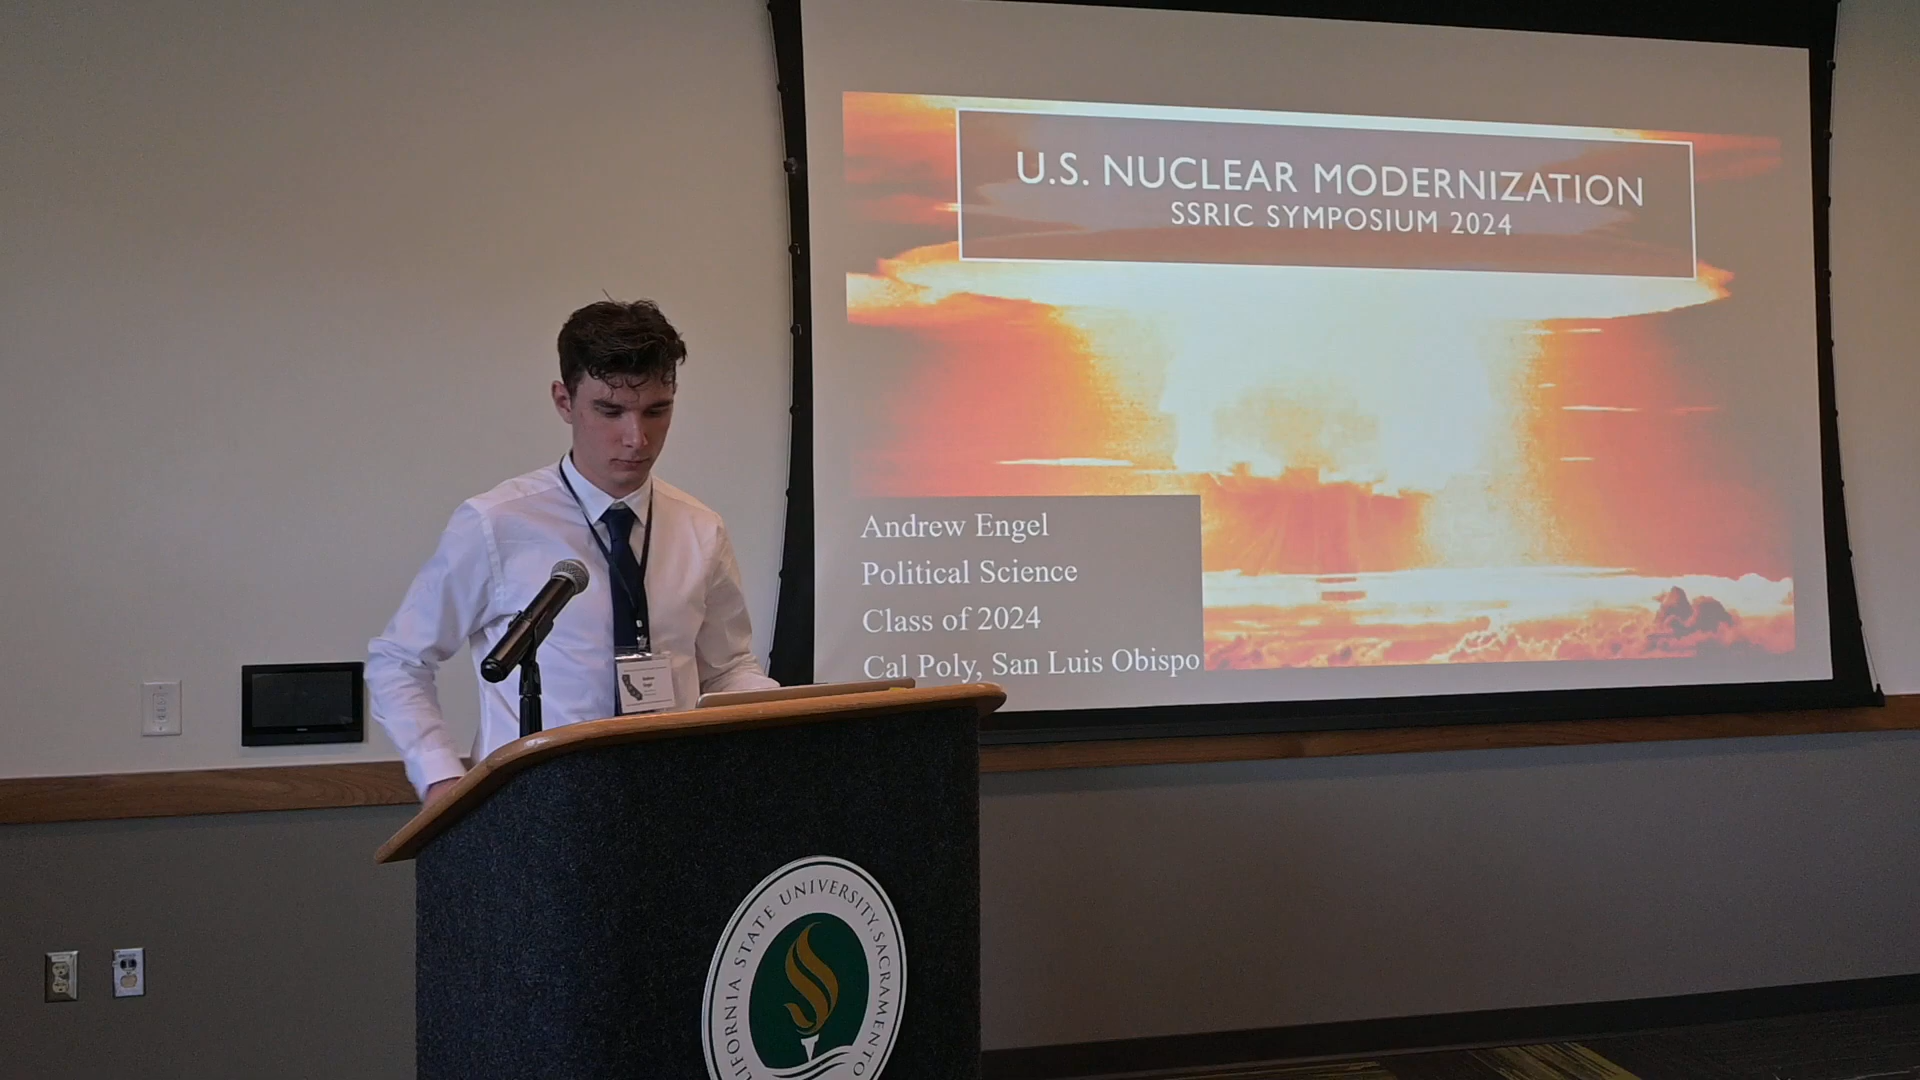 U.S. NUCLEAR MODERNIZATION
SSRIC SYMPOSIUM 2024
Andrew Engel
Political Science
Class of 2024
Cal Poly, San Luis Obispo
LIFORNIA STATE UNIVERSITY, SACRAMENTO